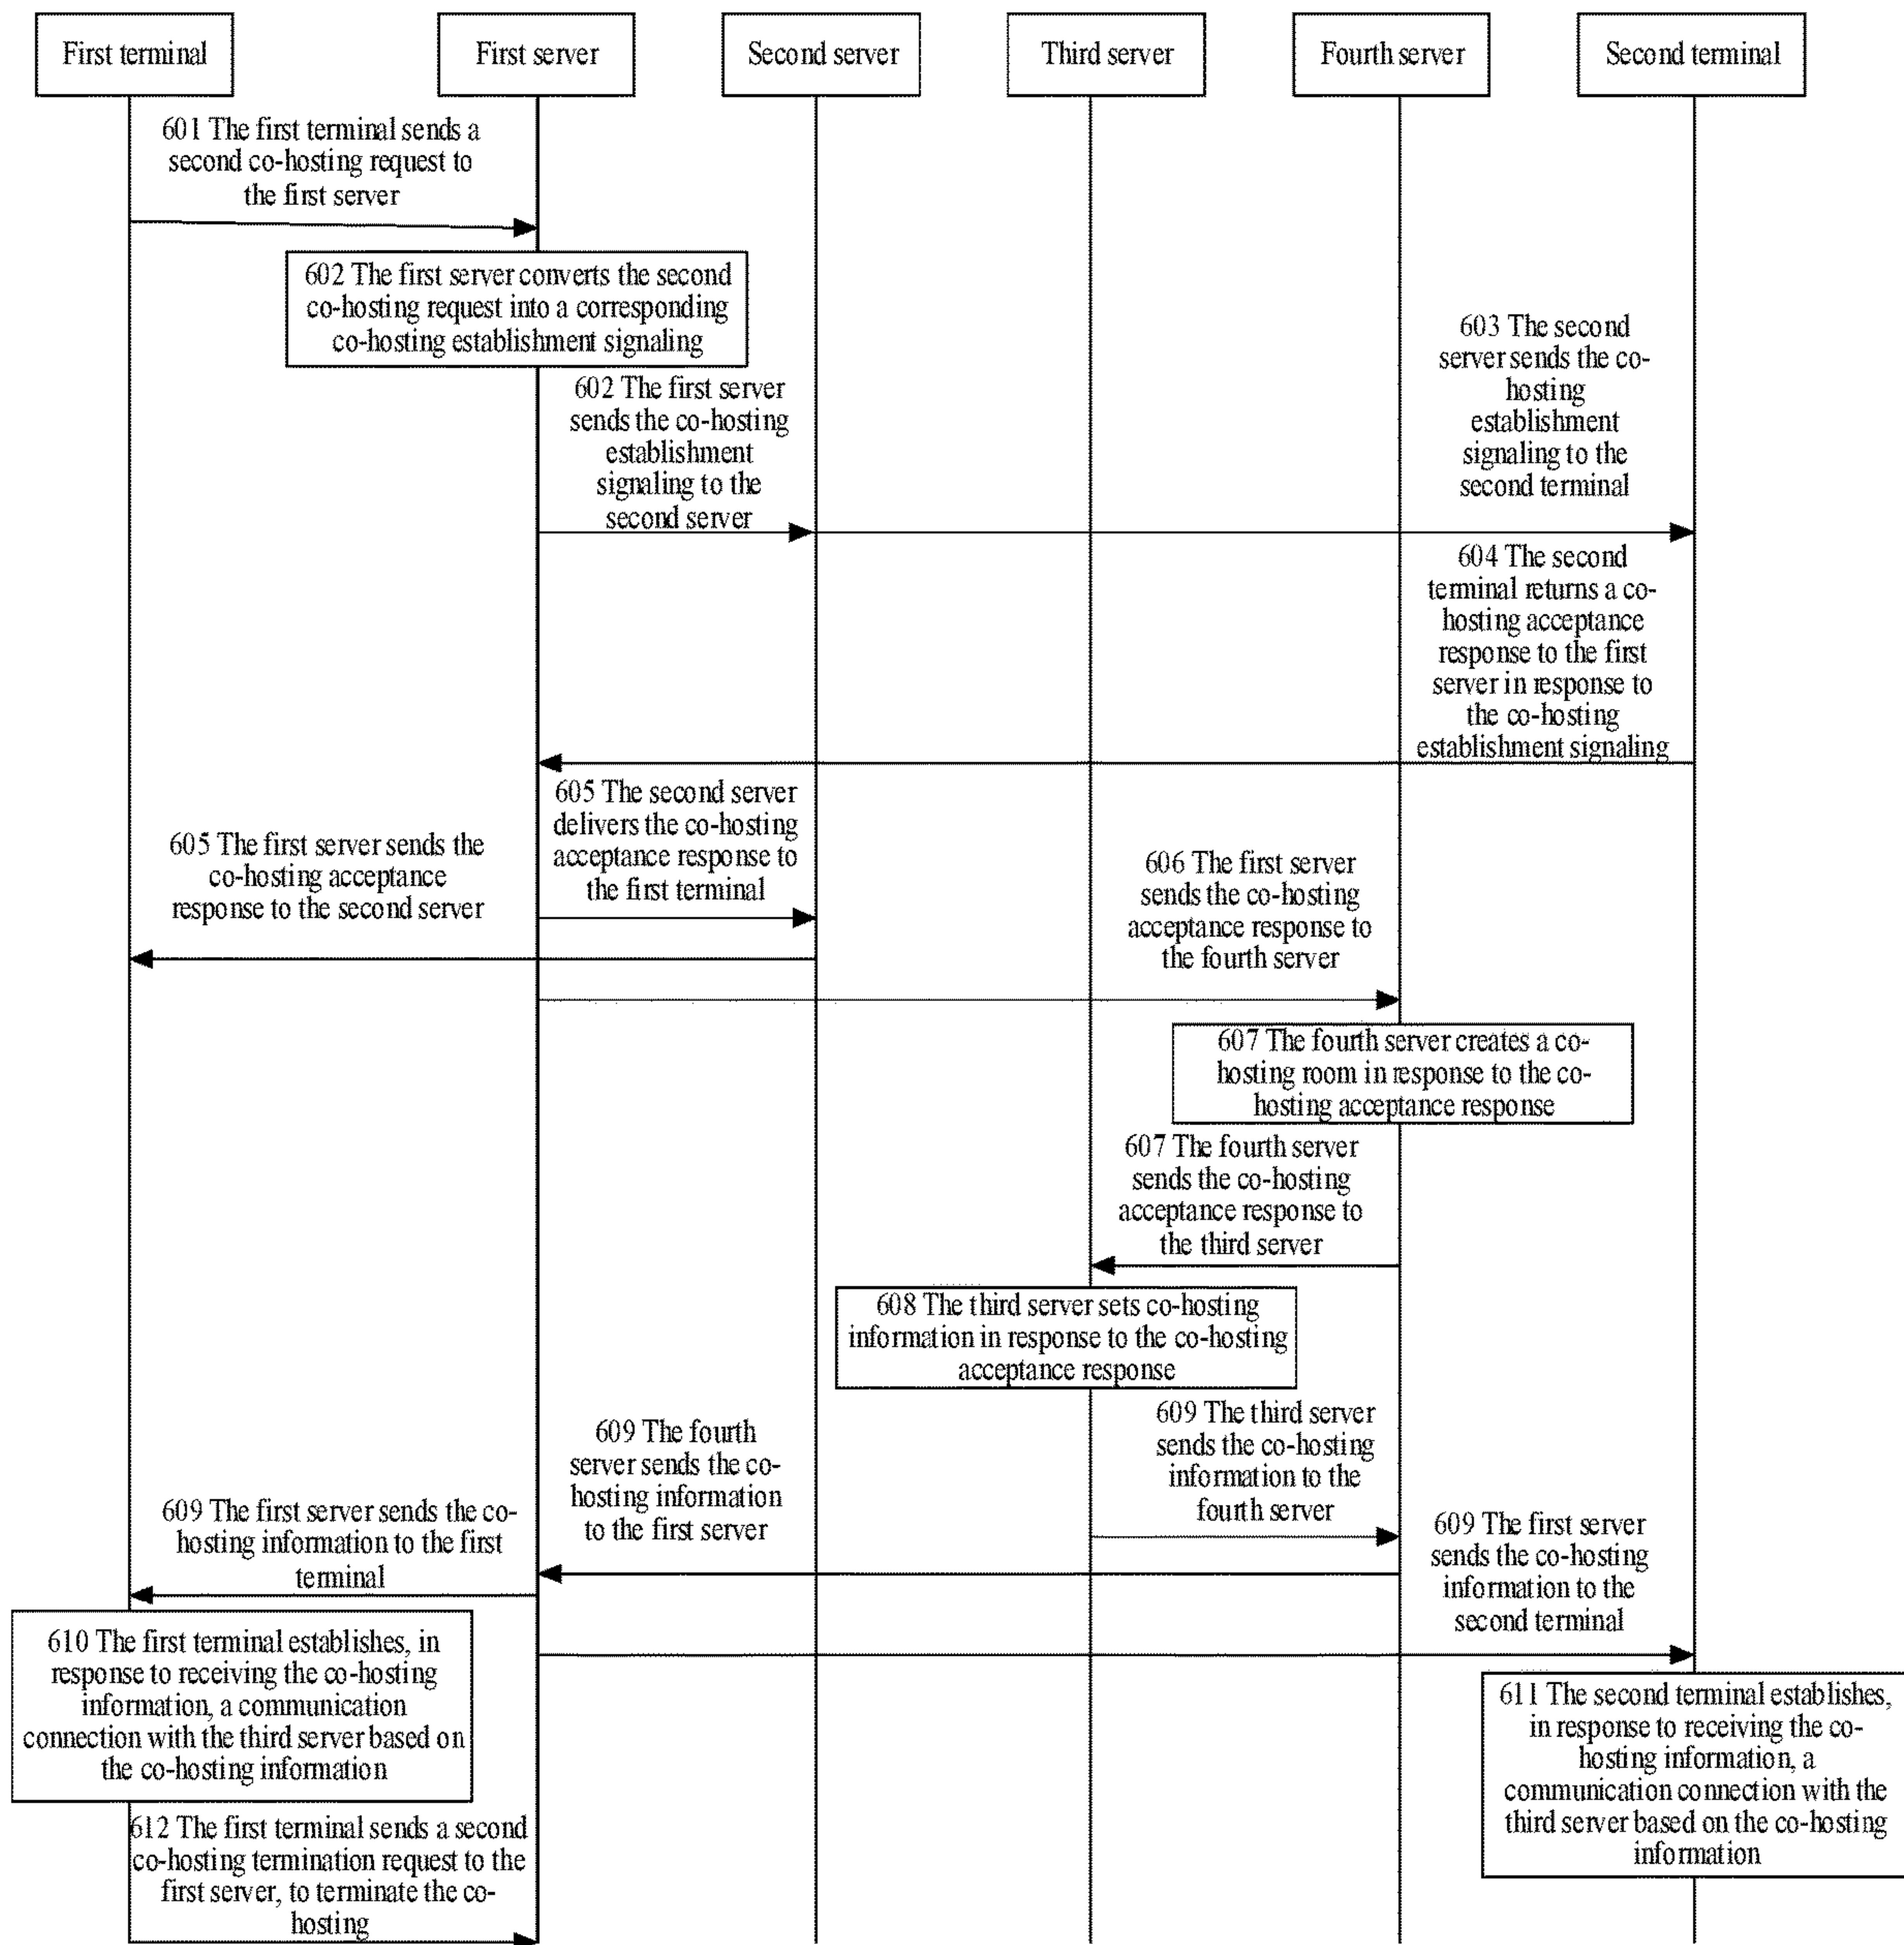 First terminal
First server
Second server
Third server
Fourth server
Second terminal
601 The first terminal sends a
second co-hosting request to
the first server
602 The first server converts the second
co-hosting request into a corresponding
co-hosting establishment signaling
602 The first server
sends the co-hosting
establishment
signaling to the
second server
603 The second
server sends the co-
hosting
establishment
signaling to the
second terminal
604 The second
terminal returns a co-
hosting acceptance
response to the first
server in response to
the co-hosting
establishment signaling
605 The second server
delivers the co-hosting
acceptance response to
the first terminal
605 The first server sends the
co-hosting acceptance
response to the second server
606 The first server
sends the co-hosting
acceptance response to
the fourth server
607 The fourth server creates a co-
hosting room in response to the co-
hosting acceptance response
607 The fourth server
sends the co-hosting
acceptance response to
the third server
608 The third server sets co-hosting
information in response to the co-hosting
acceptance response
609 The third server
sends the co-hosting
information to the
fourth server
609 The fourth
server sends the co-
hosting information
to the first server
609 The first server sends the co-
hosting information to the first
terminal
609 The first server
sends the co-hosting
information to the
second terminal
610 The first terminal establishes, in
response to receiving the co-hosting
information, a communication
connection with the third server based on
the co-hosting information
611 The second terminal establishes,
in response to receiving the co-
hosting information, a
communication connection with the
third server based on the co-hosting
information
612 The first terminal sends a second
co-hosting termination request to the
first server, to terminate the co-
hosting